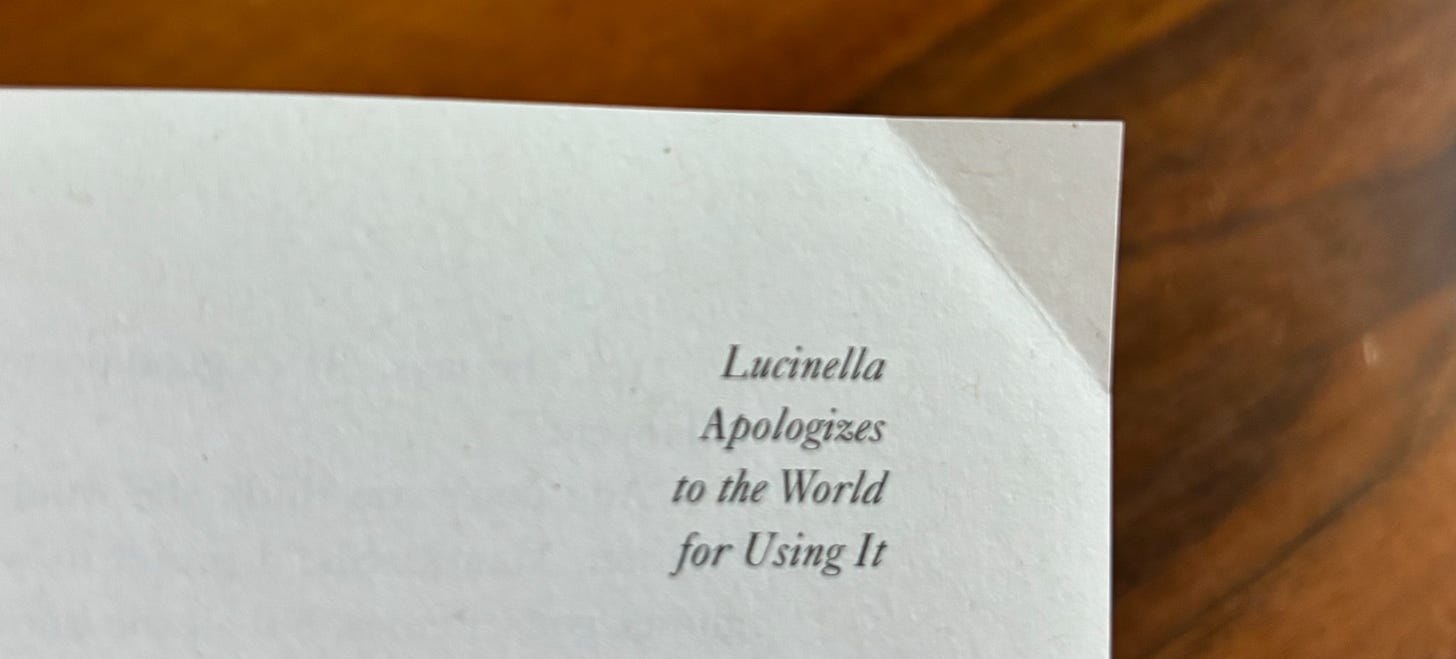 Lucinella
Apologizes
to the World
for Using It